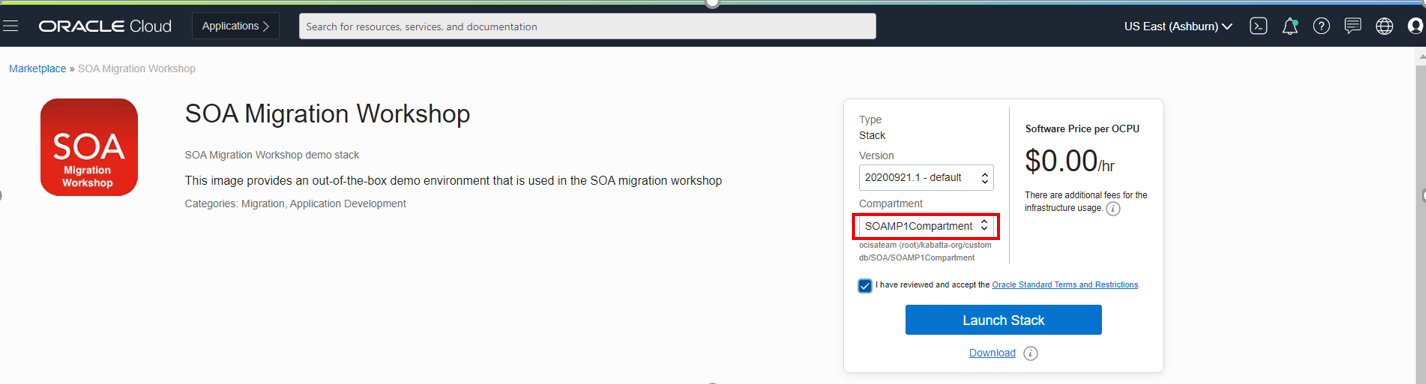 ORACLE Cloud
Applications
Search for resources, services, and documentation
US East (Ashburn)
Marketplace » SOA Migration Workshop
SOA
Migration
Workshop
SOA Migration Workshop
SOA Migration Workshop demo stack
This image provides an out-of-the-box demo environment that is used in the SOA migration workshop
Categories: Migration, Application Development
Type
Stack
Version
20200921.1 - default
Compartment
SOAMP1Compartment
ocisateam (root)/kabatta-org/custom
db/SOA/SOAMP1Compartment
Software Price per OCPU
$0.00/hr
There are additional fees for the
infrastructure usage.
I have reviewed and accept the Oracle Standard Terms and Restrictions.
Launch Stack
Download